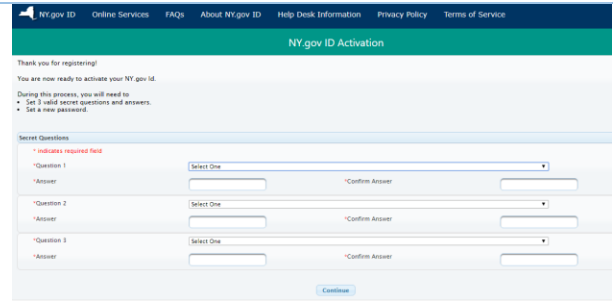 NY.gov ID Online Services FAQs About NY.gov ID Help Desk Information Privacy Policy Terms of Service
NY.gov ID Activation
Thank you for registering!
You are now ready to activate your NY.gov Id.
During this process, you will need to
• Set 3 valid secret questions and answers.
• Set a new password.
Secret Questions
* indicates required field
*Question 1 Select One
*Answer *Confirm Answer
*Question 2 Select One
*Answer *Confirm Answer
*Question 3 Select One
*Answer *Confirm Answer
Continue